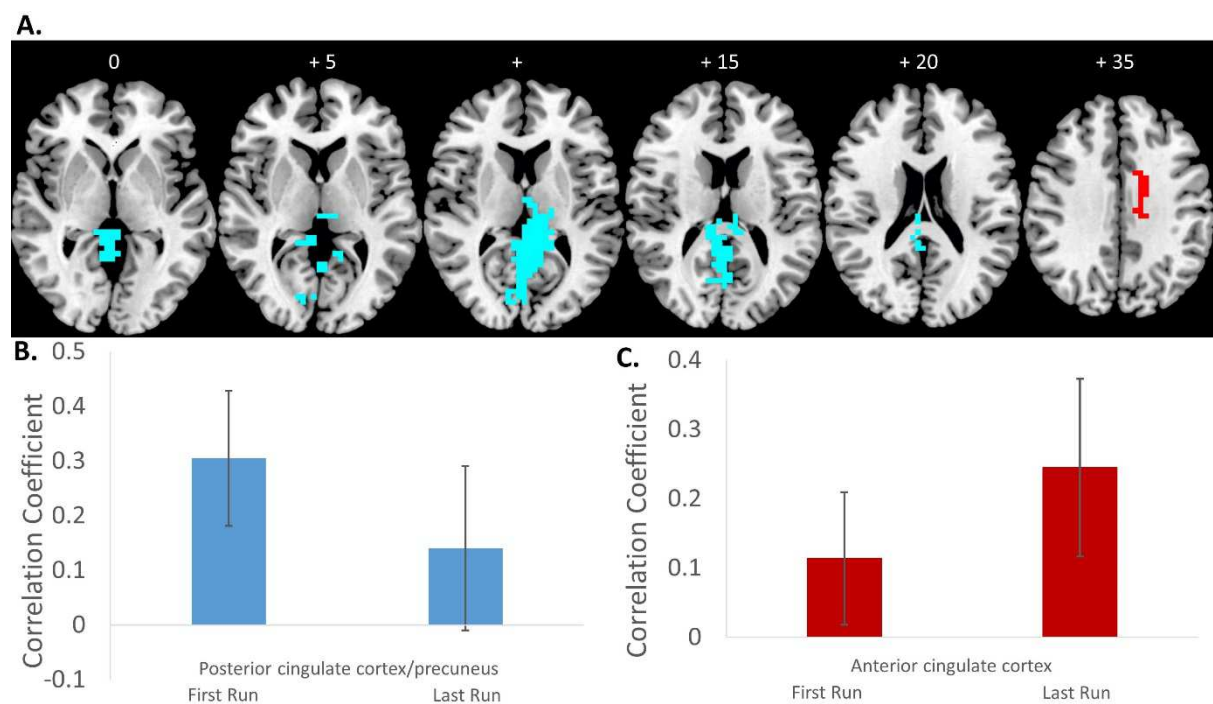 A.
0 + 5 + + 15 + 20 + 35
B.
0.5
0.4
0.3
0.2
0.1
0
-0.1
Correlation Coefficient
Posterior cingulate cortex/precuneus
First Run Last Run
C.
0.4
0.3
0.2
0.1
0
Correlation Coefficient
Anterior cingulate cortex
First Run Last Run